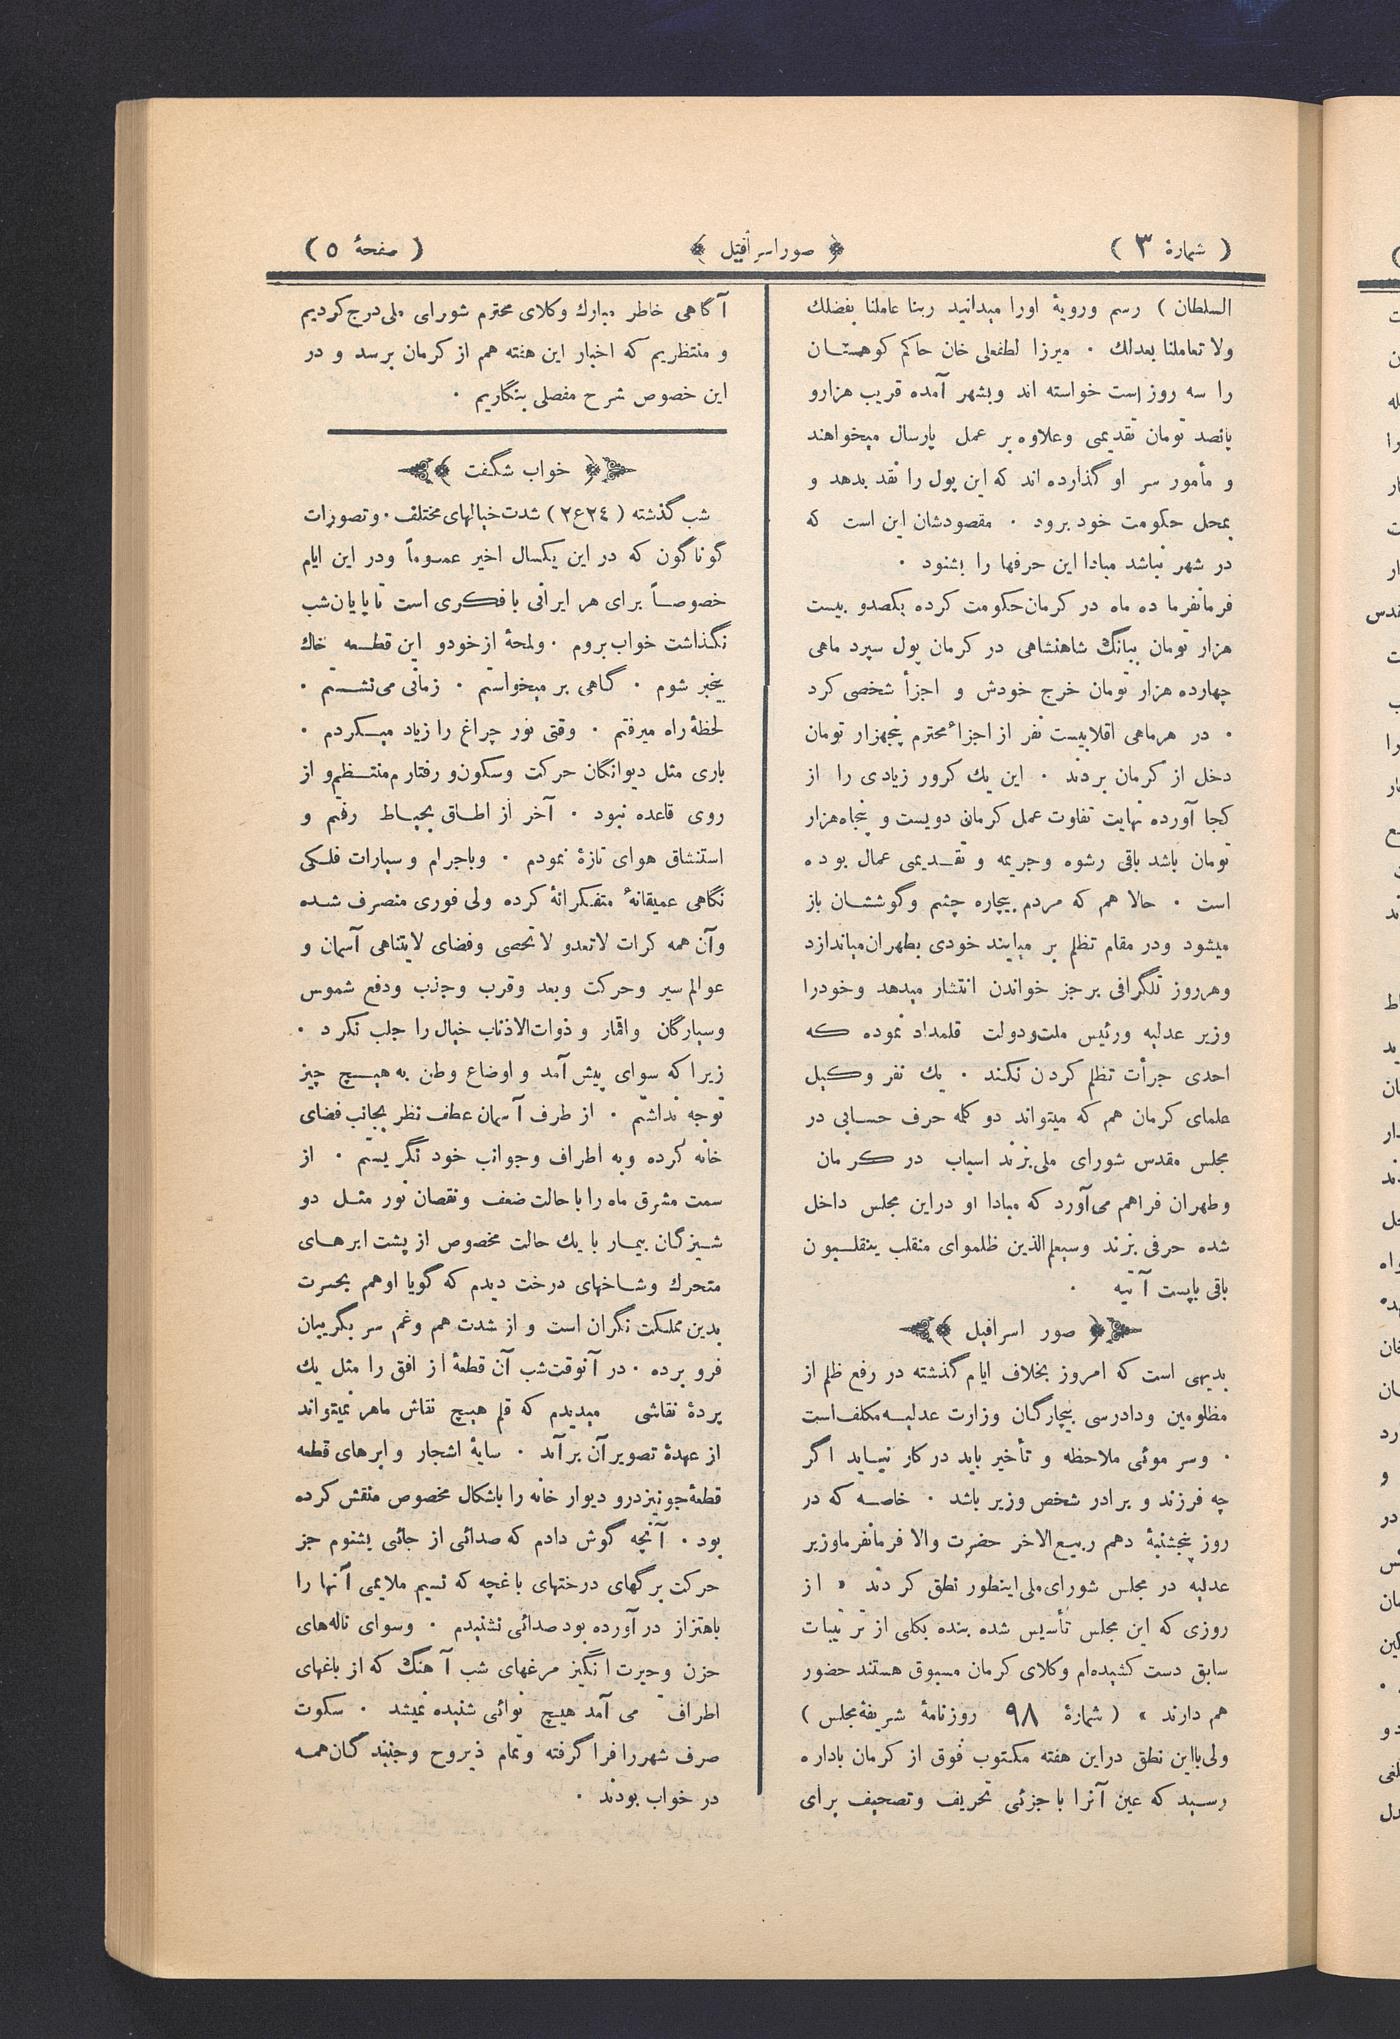 ( شمارهٔ ۳ )
صور اسرافیل
( صفحهٔ ۵ )
السلطان ) رسم ورویهٔ اورا میدانید ربنا عاملنا بفضلك
ولا تعاملنا بعدلك . میرزا لطفعلی خان حاکم کوهستان
را سه روز است خواسته اند وبشهر آمده قریب هزارو
پانصد تومان تقدیمی وعلاوه بر عمل پارسال میخواهند
و مأمور سر او گذارده اند که این پول را نقد بدهد و
بمحل حکومت خود برود . مقصودشان این است که
در شهر نباشد مبادا این حرفها را بشنود .
فرمانفرما ده ماه در کرمان حکومت کرده یکصدو بیست
هزار تومان ببانگ شاهنشاهی در کرمان پول سپرد ماهی
چهارده هزار تومان خرج خودش و اجزأ شخصی کرد
. در هرماهی اقلابیست نفر از اجزاء محترم پنجهزار تومان
دخل از کرمان بردند . این یك کرور زیادی را از
کجا آورده نهایت تفاوت عمل کرمان دویست و پنجاه هزار
تومان باشد باقی رشوه وجریمه و تقدیمی عمال بوده
است . حالا هم که مردم بیچاره چشم وگوششان باز
میشود ودر مقام تظلم بر میایند خودی بطهران میاندازد
وهرروز تلگرافی برجز خواندن انتشار میدهد وخودرا
وزیر عدلیه ورئیس ملت ودولت قلمداد نموده که
احدی جرأت تظلم کردن نکند . یك نفر وکیل
علمای کرمان هم که میتواند دو کلمه حرف حسابی در
مجلس مقدس شورای ملی بزند اسباب در کرمان
وطهران فراهم می‌آورد که مبادا او دراین مجلس داخل
شده حرفی بزند وسیعلم الذین ظلموای منقلب ینقلبون
باقی باپست آتیه .
صور اسرافیل
بدیهی است که امروز بخلاف ایام گذشته در رفع ظلم از
مظلومین ودادرسی بیچارگان وزارت عدلیه مکلف است
. وسر موئی ملاحظه و تأخیر باید درکار نیاید اگر
چه فرزند و برادر شخص وزیر باشد . خاصه که در
روز پنجشنبهٔ دهم ربیع الاخر حضرت والا فرمانفرماوزیر
عدلیه در مجلس شورای ملی اینطور نطق کردند « از
روزی که این مجلس تأسیس شده بنده بکلی از ترتیبات
سابق دست کشیده‌ام وکلای کرمان مسبوق هستند حضور
هم دارند » ( شمارهٔ ۹۸ روزنامهٔ شریفهٔ مجلس )
ولی بااین نطق دراین هفته مکتوب فوق از کرمان باداره
رسید که عین آنرا با جزئی تحریف وتصحیف برای
آگاهی خاطر مبارك وکلای محترم شورای ملی درج کردیم
و منتظریم که اخبار این هفته هم از کرمان برسد و در
این خصوص شرح مفصلی بنگاریم .
خواب شگفت
شب گذشته ( ۲٤ع۲ ) شدت خیالهای مختلف . و تصورات
گوناگون که در این یکسال اخیر عموماً ودر این ایام
خصوصاً برای هر ایرانی با فکری است تا پایان شب
نگذاشت خواب بروم . ولمحهٔ ازخودو این قطعه خاك
بیخبر شوم . گاهی بر میخواستم . زمانی می نشستم .
لحظهٔ راه میرفتم . وقتی نور چراغ را زیاد میکردم .
باری مثل دیوانگان حرکت وسکون و رفتارم منتظم و از
روی قاعده نبود . آخر از اطاق بحیاط رفتم و
استنشاق هوای تازهٔ نمودم . وباجرام و سیارات فلکی
نگاهی عمیقانهٔ متفکرانهٔ کرده ولی فوری منصرف شده
وآن همه کرات لاتعدو لاتحصی وفضای لایتناهی آسمان و
عوالم سیر وحرکت وبعد وقرب وجذب ودفع شموس
وسیارگان واقمار و ذوات الاذناب خیال را جلب نکرد .
زیرا که سوای پیش آمد و اوضاع وطن به هیچ چیز
توجه نداشتم . از طرف آسمان عطف نظر بجانب فضای
خانه کرده وبه اطراف وجوانب خود نگریستم . از
سمت مشرق ماه را با حالت ضعف ونقصان نور مثل دو
شیزگان بیمار با یك حالت مخصوص از پشت ابرهای
متحرك وشاخهای درخت دیدم که گویا اوهم بحسرت
بدین مملکت نگران است و از شدت هم وغم سر بگریبان
فرو برده . در آنوقت شب آن قطعهٔ از افق را مثل یك
پردهٔ نقاشی میدیدم که قلم هیچ نقاش ماهر نمیتواند
از عهدهٔ تصویر آن برآمد . سایهٔ اشجار وابرهای قطعه
قطعهٔ جونیزدرو دیوار خانه را باشکال مخصوص منقش کرده
بود . آنچه گوش دادم که صدائی از جائی بشنوم جز
حرکت برگهای درختهای باغچه که نسیم ملایمی آنها را
باهتزاز در آورده بود صدائی نشنیدم . وسوای ناله‌های
حزن وحیرت انگیز مرغهای شب آهنگ که از باغهای
اطراف می آمد هیچ نوائی شنیده نمیشد . سکوت
صرف شهررا فرا گرفته وتمام ذیروح وجنبندگان همه
در خواب بودند .